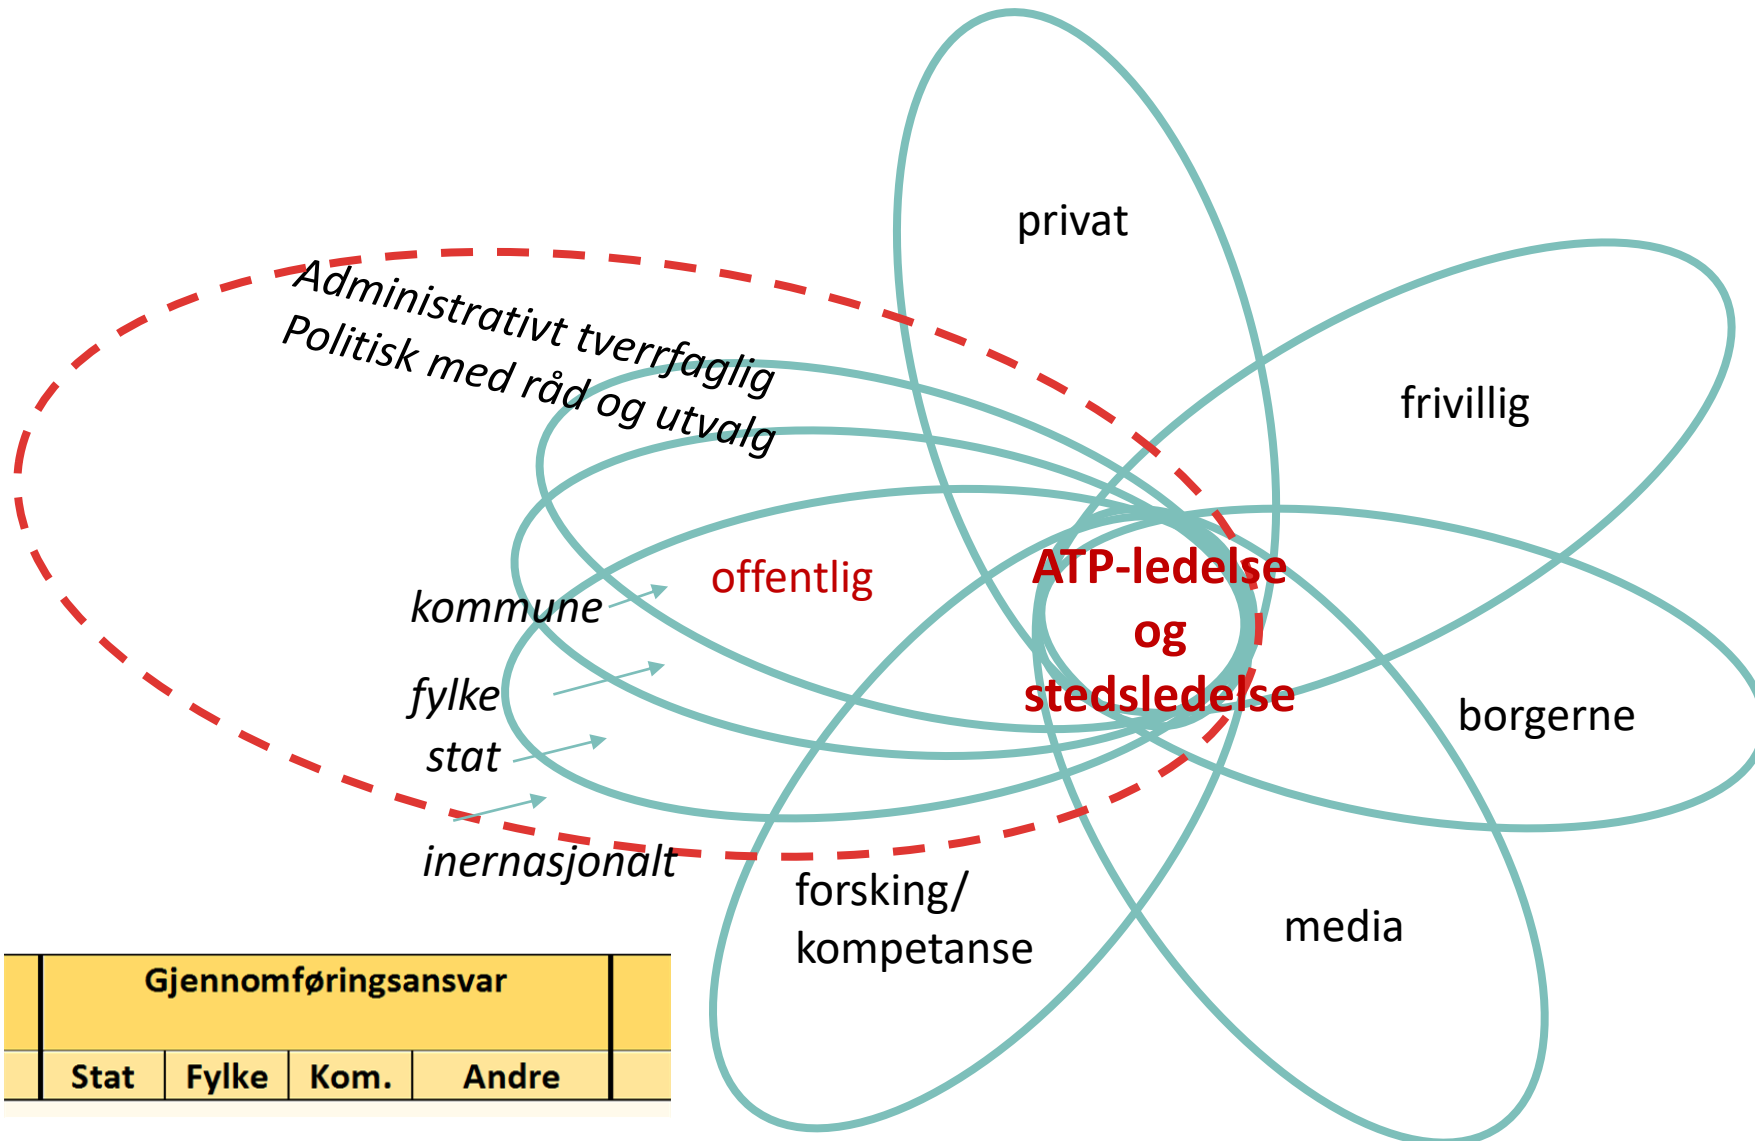 privat
Administrativt tverrfaglig
Politisk med råd og utvalg
frivillig
offentlig
ATP-ledelse
og
stedsledelse
kommune
fylke
stat
inernasjonalt
borgerne
forsking/
kompetanse
media
Gjennomføringsansvar
Stat Fylke Kom. Andre